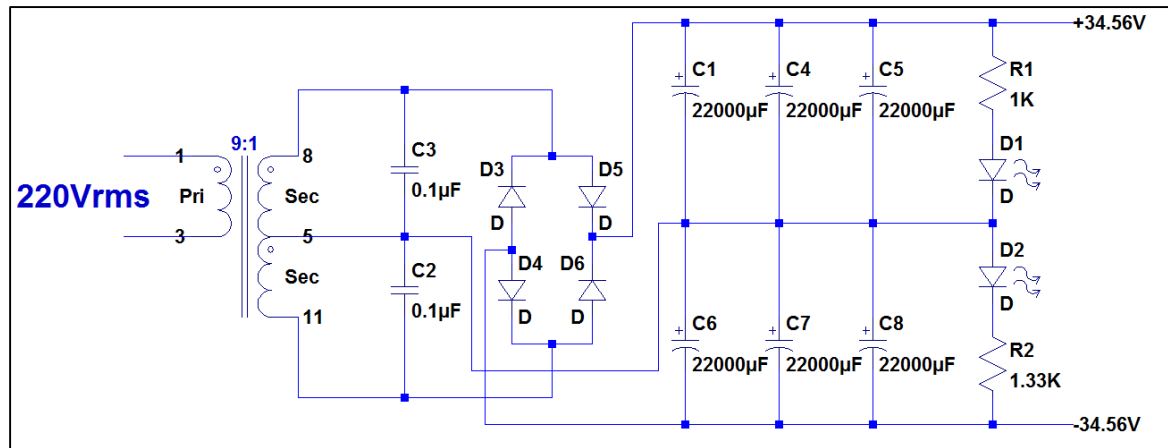 +34.56V
C1
22000µF
C4
22000µF
C5
22000µF
R1
1K
9:1
1
8
C3
0.1µF
D3
D
D5
D
D1
D
220Vrms
Pri
Sec
3
5
Sec
11
C2
0.1µF
D4
D
D6
D
D2
D
C6
22000µF
C7
22000µF
C8
22000µF
R2
1.33K
-34.56V